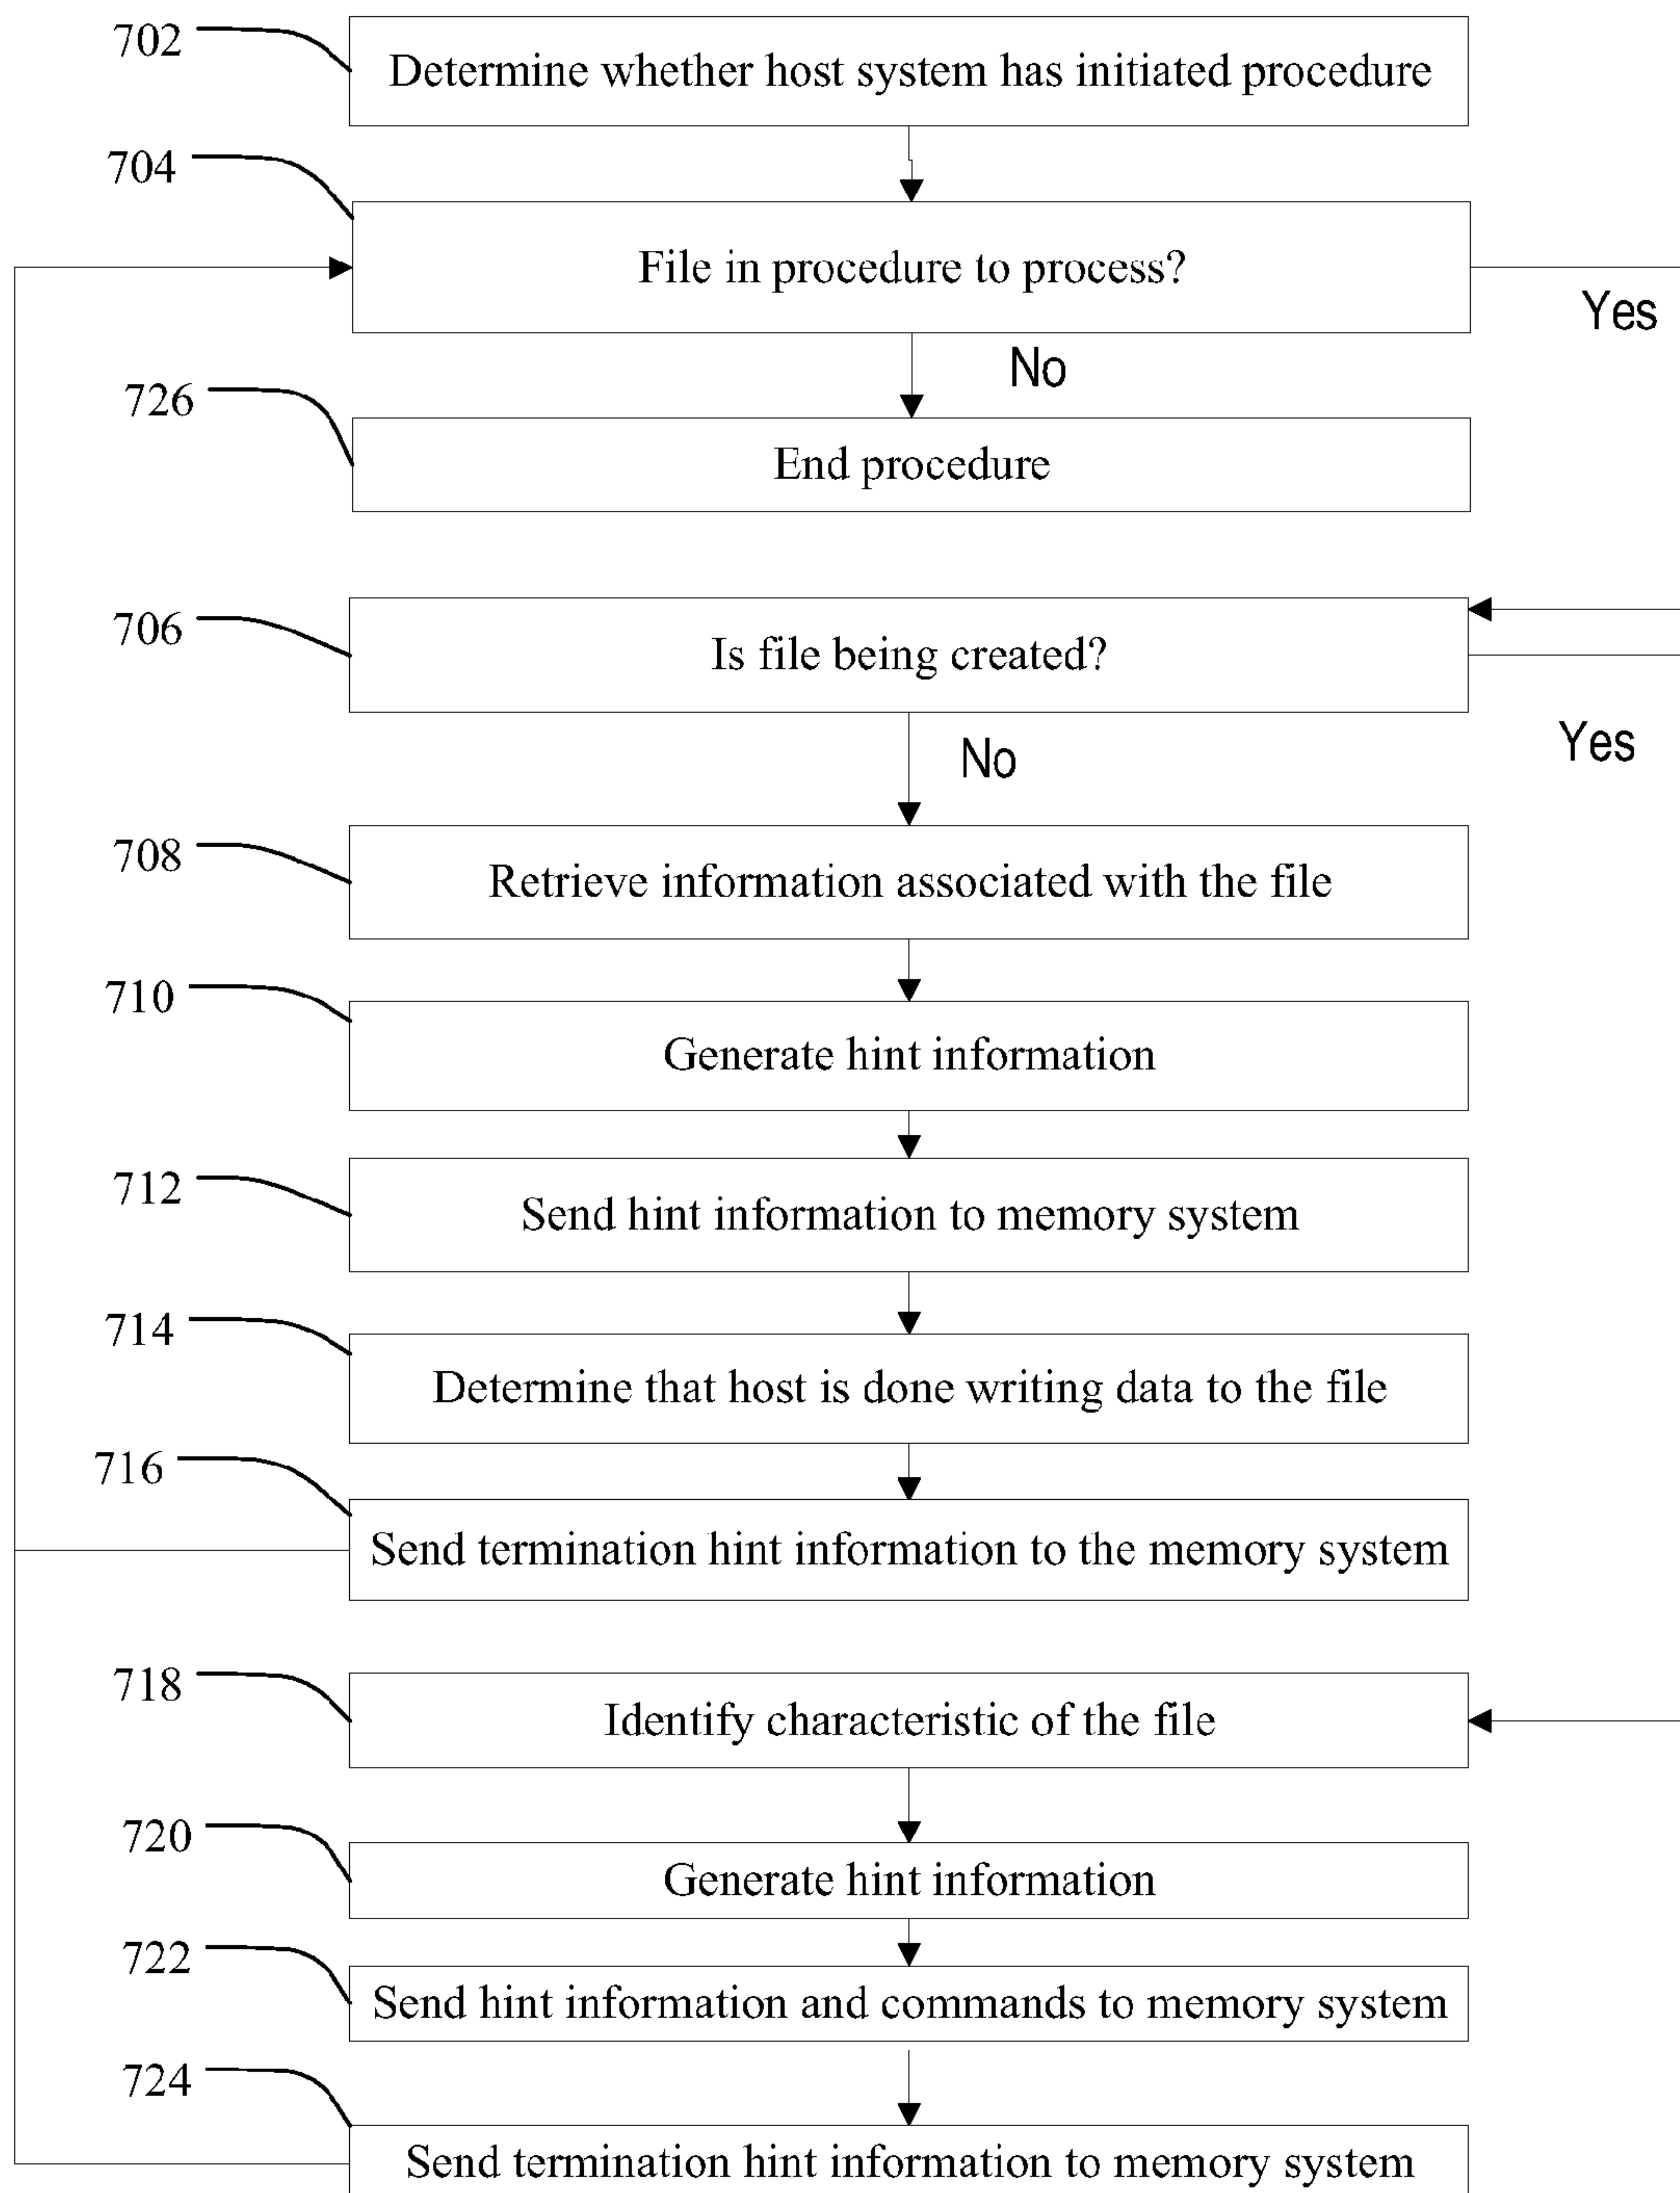 702
Determine whether host system has initiated procedure
704
File in procedure to process?
Yes
No
726
End procedure
706
Is file being created?
Yes
No
708
Retrieve information associated with the file
710
Generate hint information
712
Send hint information to memory system
714
Determine that host is done writing data to the file
716
Send termination hint information to the memory system
718
Identify characteristic of the file
720
Generate hint information
722
Send hint information and commands to memory system
724
Send termination hint information to memory system